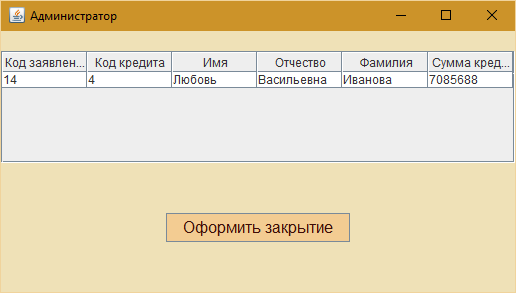 Администратор
Код заявлен... Код кредита Имя Отчество Фамилия Сумма кред...
14 4 Любовь Васильевна Иванова 7085688
Оформить закрытие